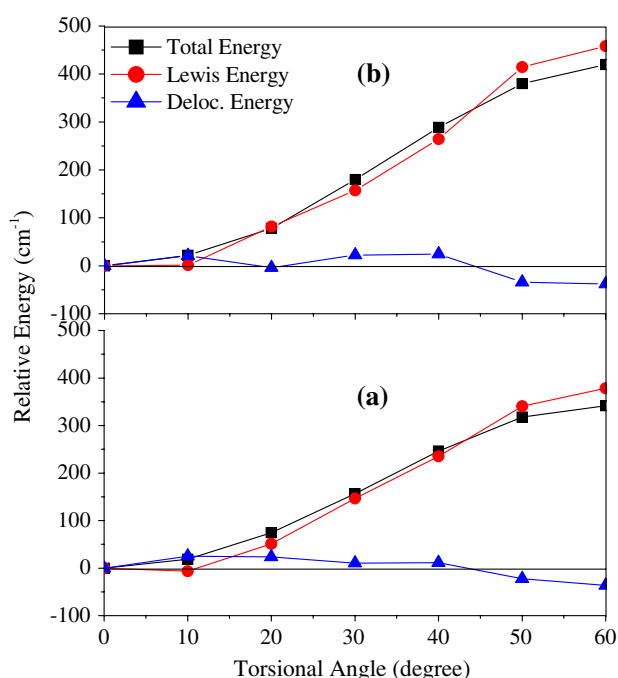 500
Total Energy
Lewis Energy
Deloc. Energy
(b)
400
300
200
100
0
-100
500
(a)
400
300
200
100
0
-100
0 10 20 30 40 50 60
Torsional Angle (degree)
Relative Energy (cm⁻¹)